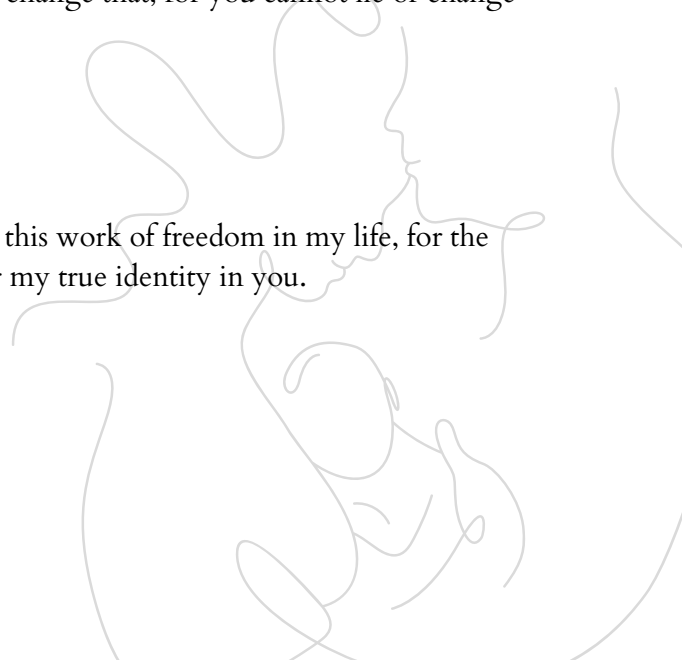 change that, for you cannot lie or change
this work of freedom in my life, for the
my true identity in you.